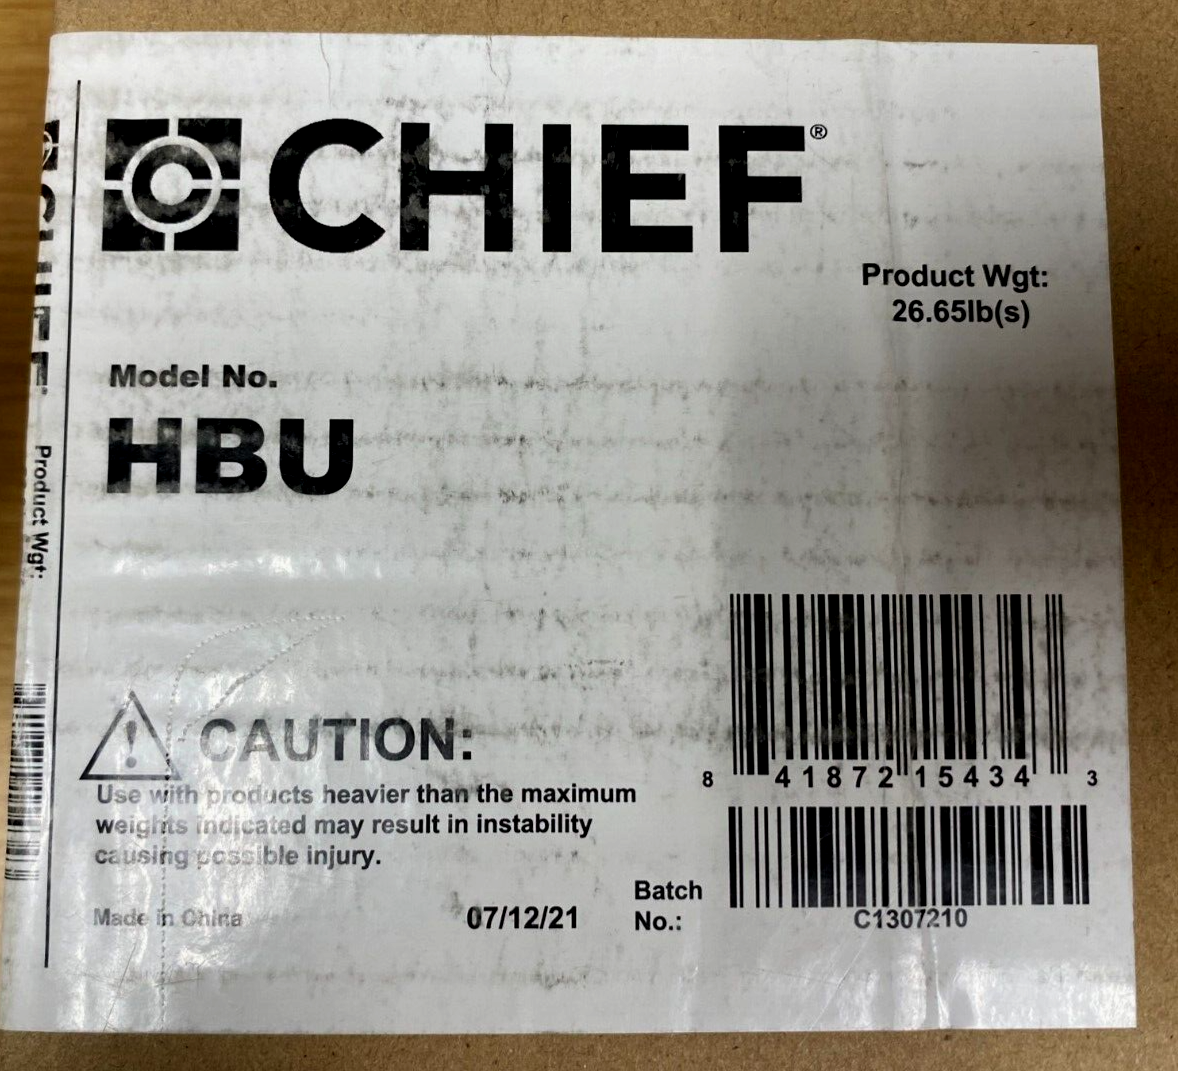 CHIEF®
Product Wgt:
26.65lb(s)
Model No.
HBU
CAUTION:
Use with products heavier than the maximum
weights indicated may result in instability
causing possible injury.
Made in China
07/12/21
Batch
No.:
8 41872 15434 3
C1307210
CHIEF
Product Wgt: